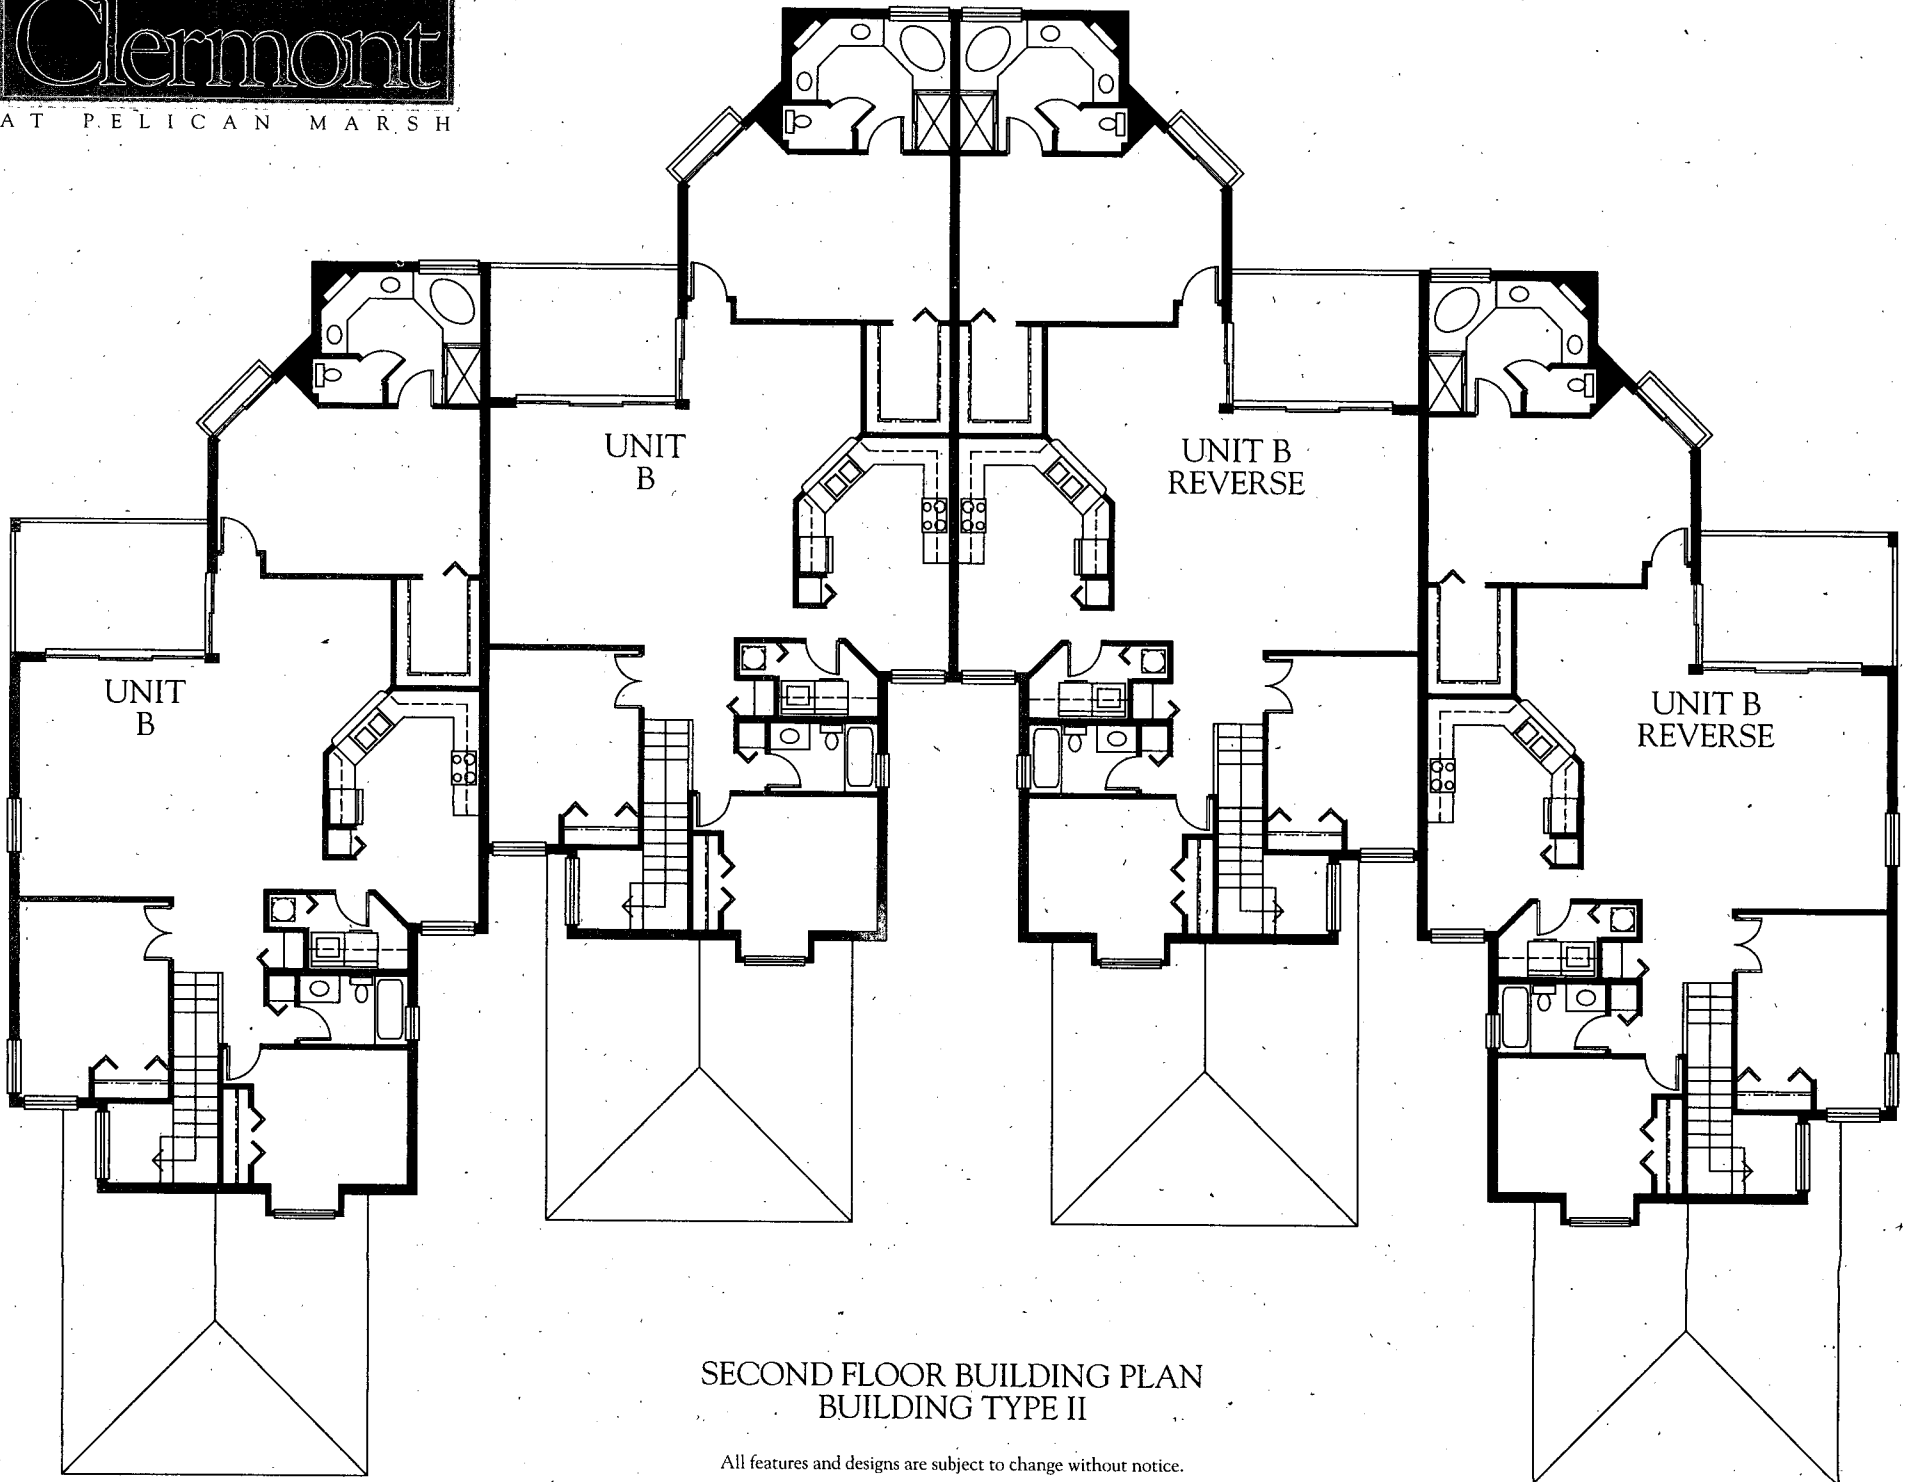 Clermont
AT PELICAN MARSH
UNIT
B
UNIT B
REVERSE
UNIT
B
UNIT B
REVERSE
SECOND FLOOR BUILDING PLAN
BUILDING TYPE II
All features and designs are subject to change without notice.